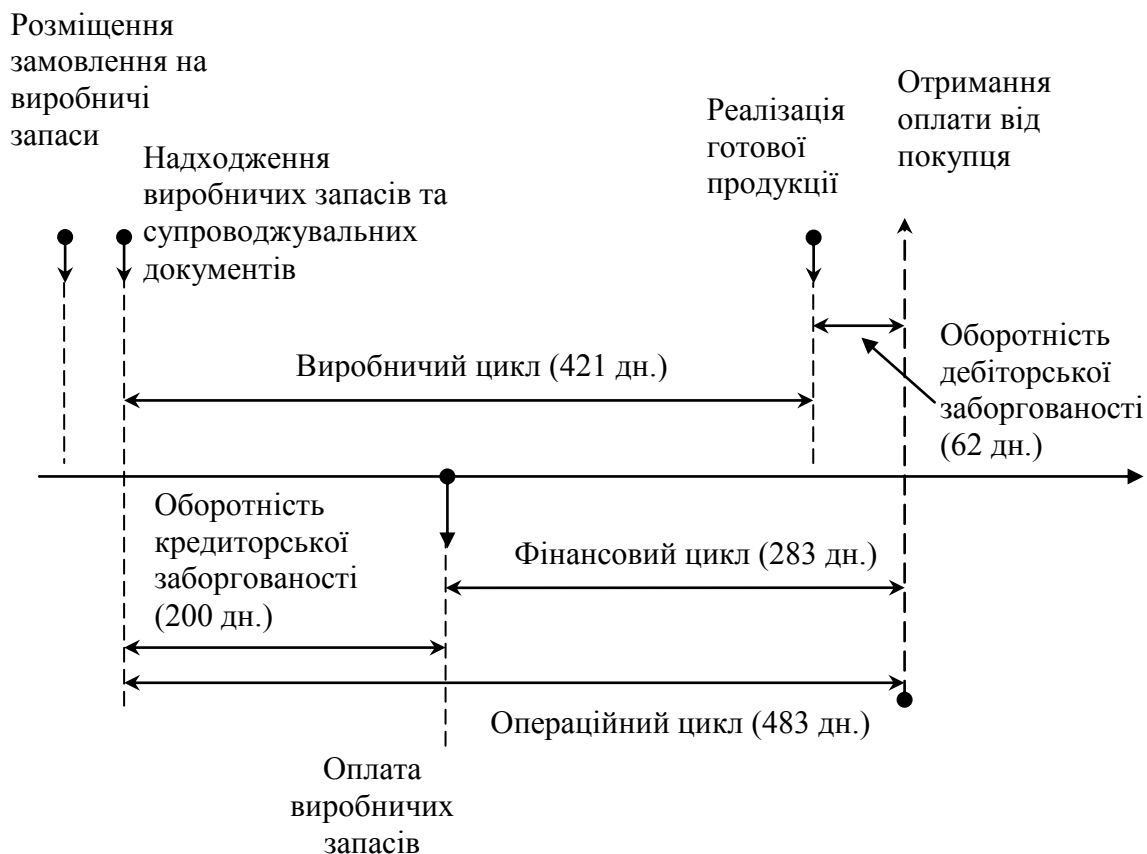 Розміщення
замовлення на
виробничі
запаси
Надходження
виробничих запасів та
супроводжувальних
документів
Реалізація
готової
продукції
Отримання
оплати від
покупця
Виробничий цикл (421 дн.)
Оборотність
дебіторської
заборгованості
(62 дн.)
Оборотність
кредиторської
заборгованості
(200 дн.)
Фінансовий цикл (283 дн.)
Операційний цикл (483 дн.)
Оплата
виробничих
запасів